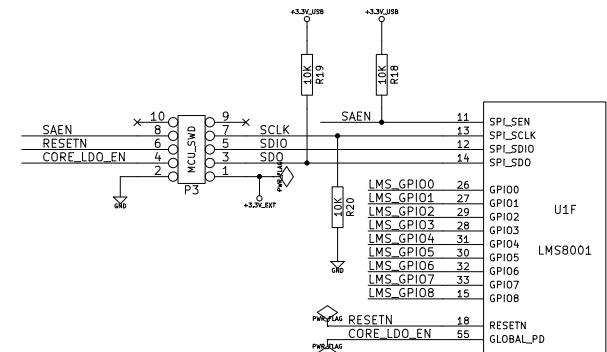 +3.3V_USB +3.3V_USB
10K R19 10K R18
SAEN 11 SPI_SEN
10 9
SAEN 8 7 SCLK 13 SPI_SCLK
RESETN 6 5 SDIO 12 SPI_SDIO
CORE_LDO_EN 4 3 SDO 14 SPI_SDO
2 1
MCU_SWD
P3
PWR_FLAG
GND
+3.3V_EXT
10K R20
GND
LMS_GPIO0 26 GPIO0
LMS_GPIO1 27 GPIO1
LMS_GPIO2 29 GPIO2
LMS_GPIO3 28 GPIO3
LMS_GPIO4 31 GPIO4
LMS_GPIO5 30 GPIO5
LMS_GPIO6 32 GPIO6
LMS_GPIO7 33 GPIO7
LMS_GPIO8 15 GPIO8
U1F
LMS8001
PWR_FLAG
RESETN 18 RESETN
CORE_LDO_EN 55 GLOBAL_PD
PWR_FLAG